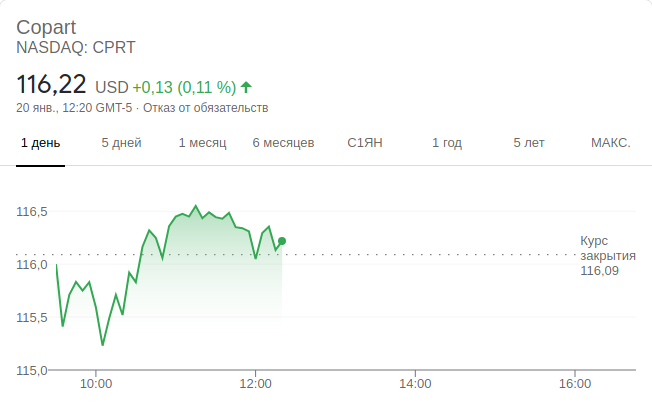 Copart
NASDAQ: CPRT
116,22 USD +0,13 (0,11 %)
20 янв., 12:20 GMT-5 · Отказ от обязательств
1 день 5 дней 1 месяц 6 месяцев С1ЯН 1 год 5 лет МАКС.
116,5
Курс
закрытия
116,09
116,0
115,5
115,0
10:00 12:00 14:00 16:00